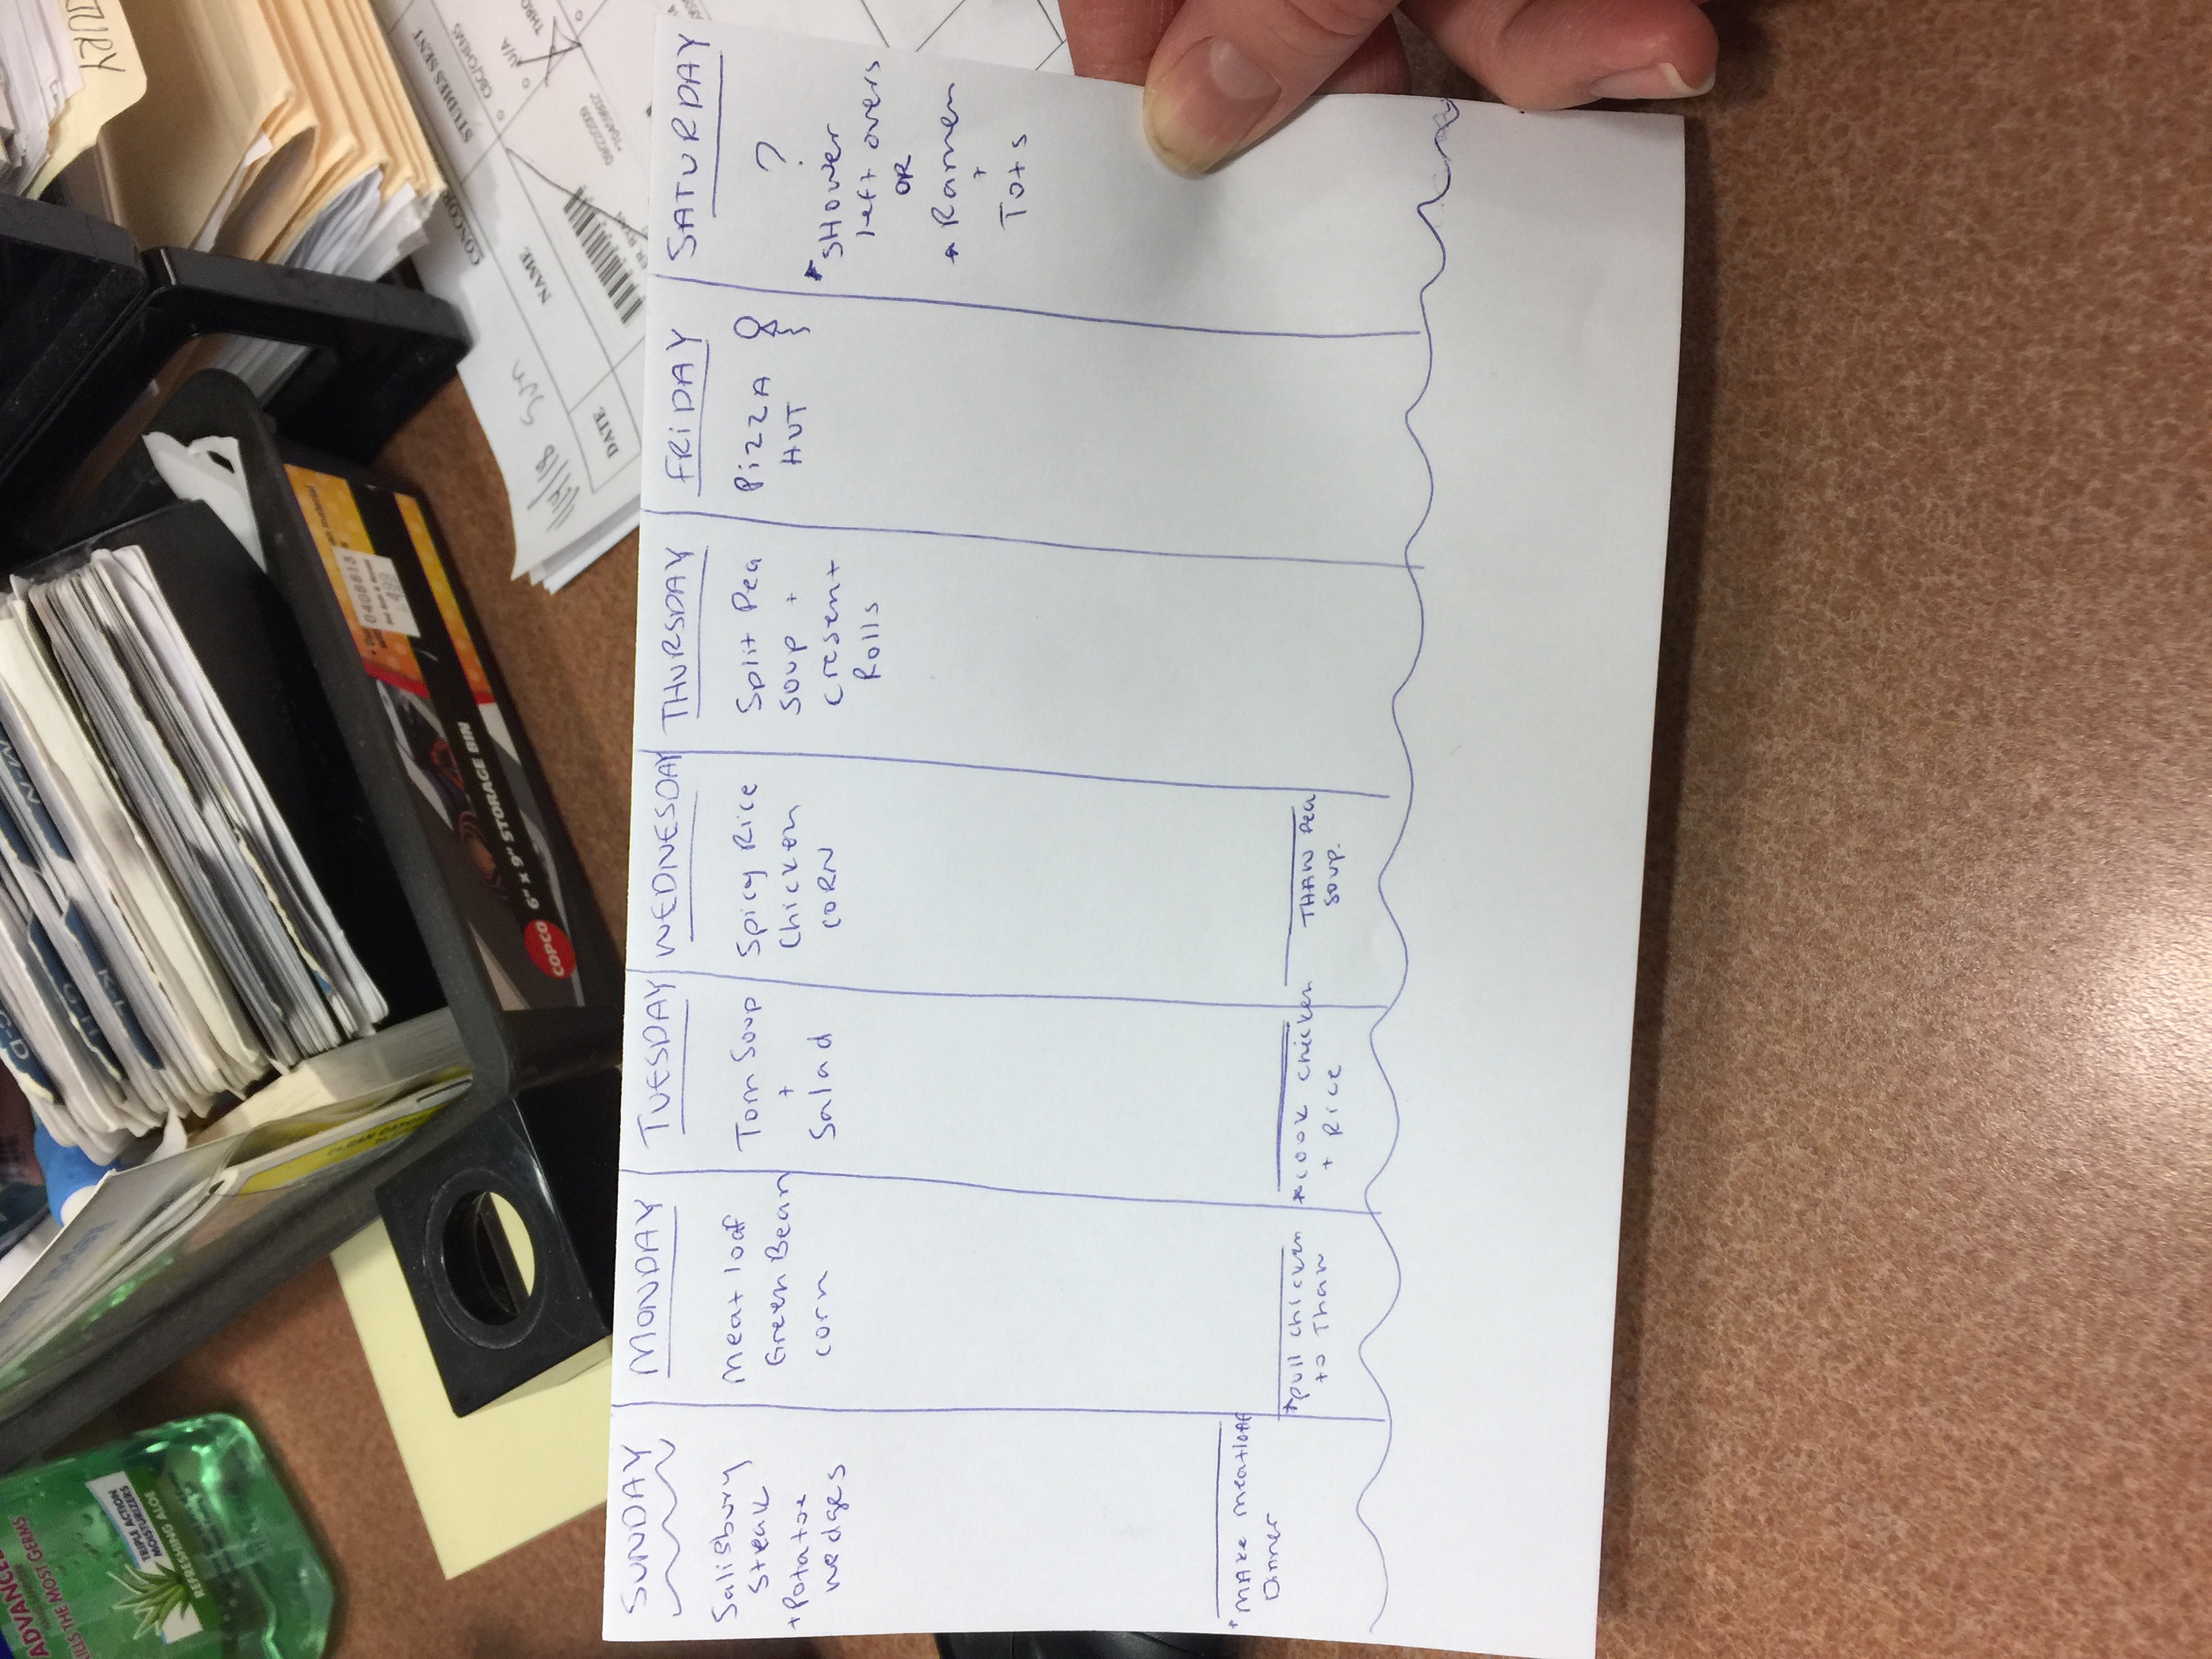 ADVANCED
KILLS THE MOST GERMS
TRIPLE ACTION
MOISTURIZERS
REFRESHING ALOE
C-D
G-H
K-L
M-N
0408813
4.99
COPCO
6" x 9" STORAGE BIN
1/14/18 Sun
DATE
NAME
STUDIES SENT
CBC/CHEMS
U/A
09/22/2009
SUNDAY
Salisbury
Steak
+ Potatoe
wedges
* MAKe meatloaf
Dinner
MONDAY
Meat loaf
Green Bean
corn
* pull chicken
to Thaw
TUESDAY
Tom Soup
+
Salad
* cook chicken
+ Rice
WEDNESDAY
Spicy Rice
Chicken
CORN
THAW Pea
Soup.
THURSDAY
Split Pea
Soup +
Cresent
Rolls
FRiDAY
PiZZA
HUT
SATURDAY
?
* SHower
left overs
OR
* Ramen
+
Tots